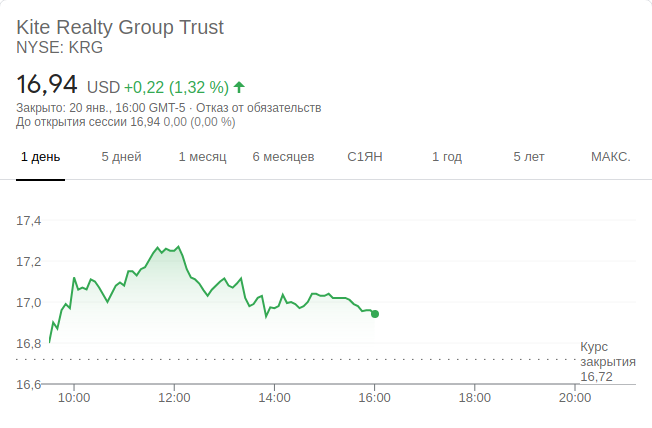 Kite Realty Group Trust
NYSE: KRG
16,94 USD +0,22 (1,32 %)
Закрыто: 20 янв., 16:00 GMT-5 · Отказ от обязательств
До открытия сессии 16,94 0,00 (0,00 %)
1 день 5 дней 1 месяц 6 месяцев С1ЯН 1 год 5 лет МАКС.
17,4
17,2
17,0
16,8
Курс
закрытия
16,72
16,6
10:00 12:00 14:00 16:00 18:00 20:00